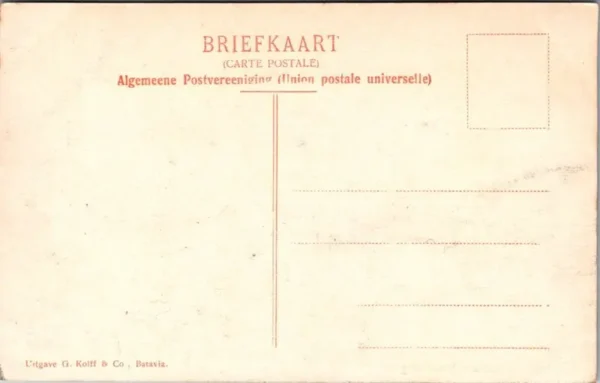 BRIEFKAART
(CARTE POSTALE)
Algemeene Postvereeniging (Union postale universelle)
Uitgave G. Kolff & Co, Batavia.